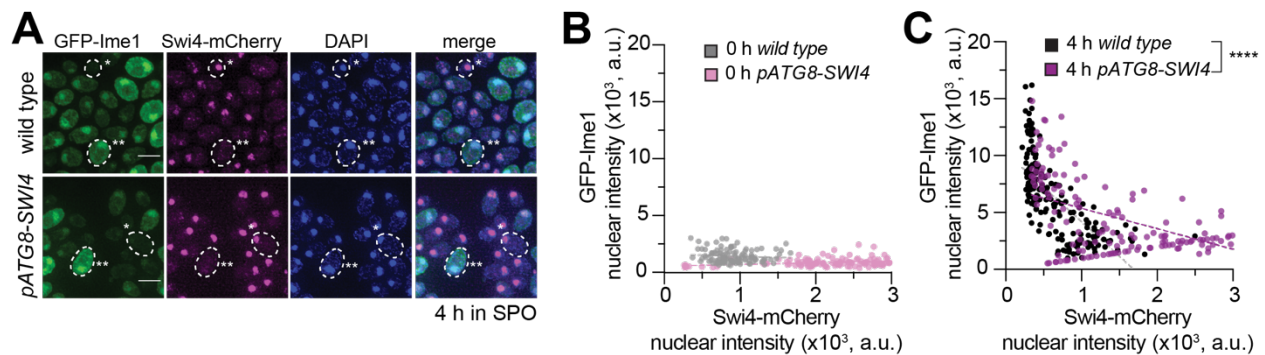 A
GFP-Ime1 Swi4-mCherry DAPI merge
wild type
* * * *
** ** ** **
pATG8-SWI4
* * * *
** ** ** **
4 h in SPO
B
20
15
10
5
0
0 1 2 3
GFP-Ime1
nuclear intensity (x10³, a.u.)
0 h wild type
0 h pATG8-SWI4
Swi4-mCherry
nuclear intensity (x10³, a.u.)
C
20
15
10
5
0
0 1 2 3
GFP-Ime1
nuclear intensity (x10³, a.u.)
4 h wild type
4 h pATG8-SWI4
****
Swi4-mCherry
nuclear intensity (x10³, a.u.)